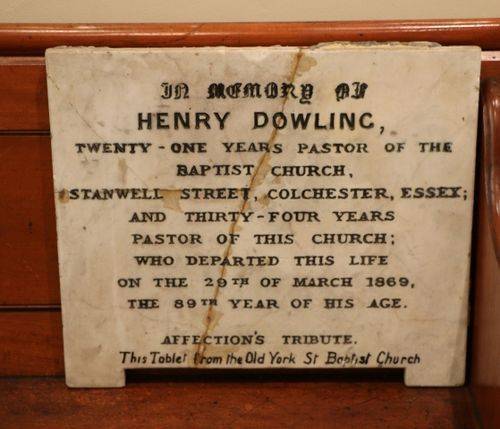 IN MEMORY OF
HENRY DOWLING,
TWENTY-ONE YEARS PASTOR OF THE
BAPTIST CHURCH,
STANWELL STREET, COLCHESTER, ESSEX;
AND THIRTY-FOUR YEARS
PASTOR OF THIS CHURCH;
WHO DEPARTED THIS LIFE
ON THE 29TH OF MARCH 1869,
THE 89TH YEAR OF HIS AGE.
AFFECTION'S TRIBUTE.
This Tablet from the Old York St Baptist Church